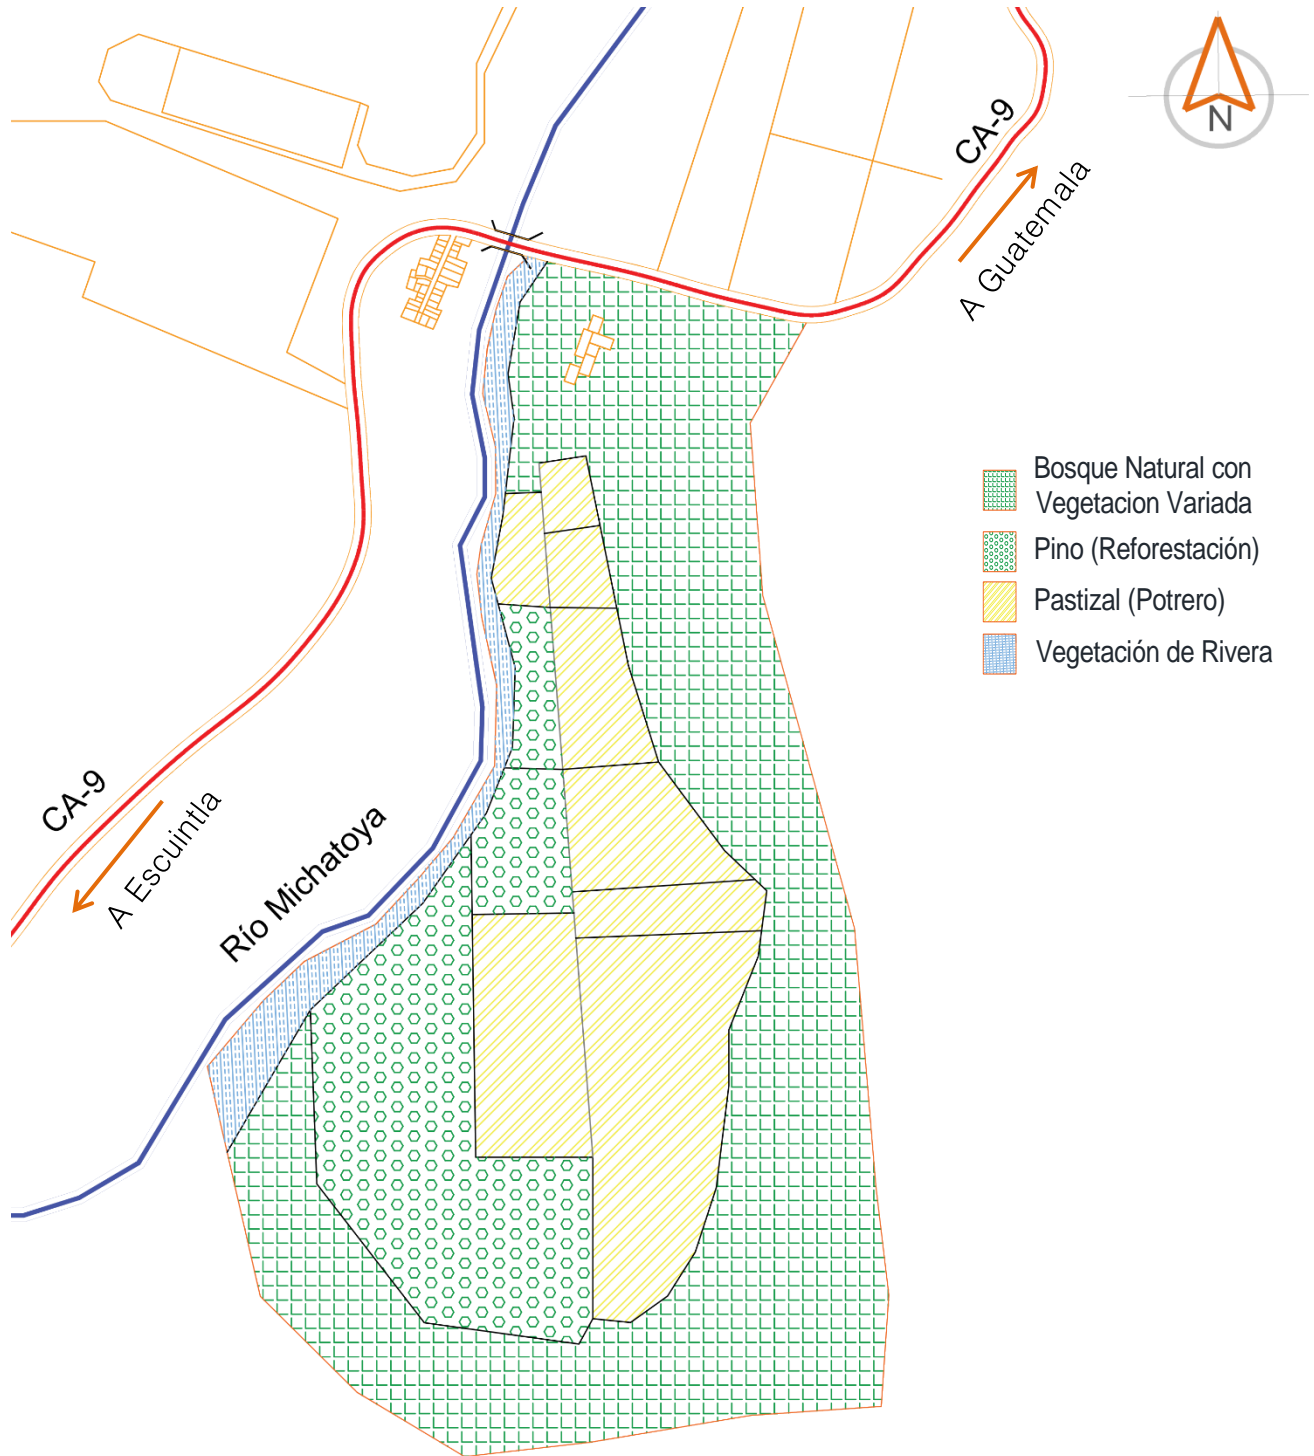 N
CA-9
A Guatemala
Bosque Natural con
Vegetacion Variada
Pino (Reforestación)
Pastizal (Potrero)
Vegetación de Rivera
CA-9
A Escuintla
Río Michatoya